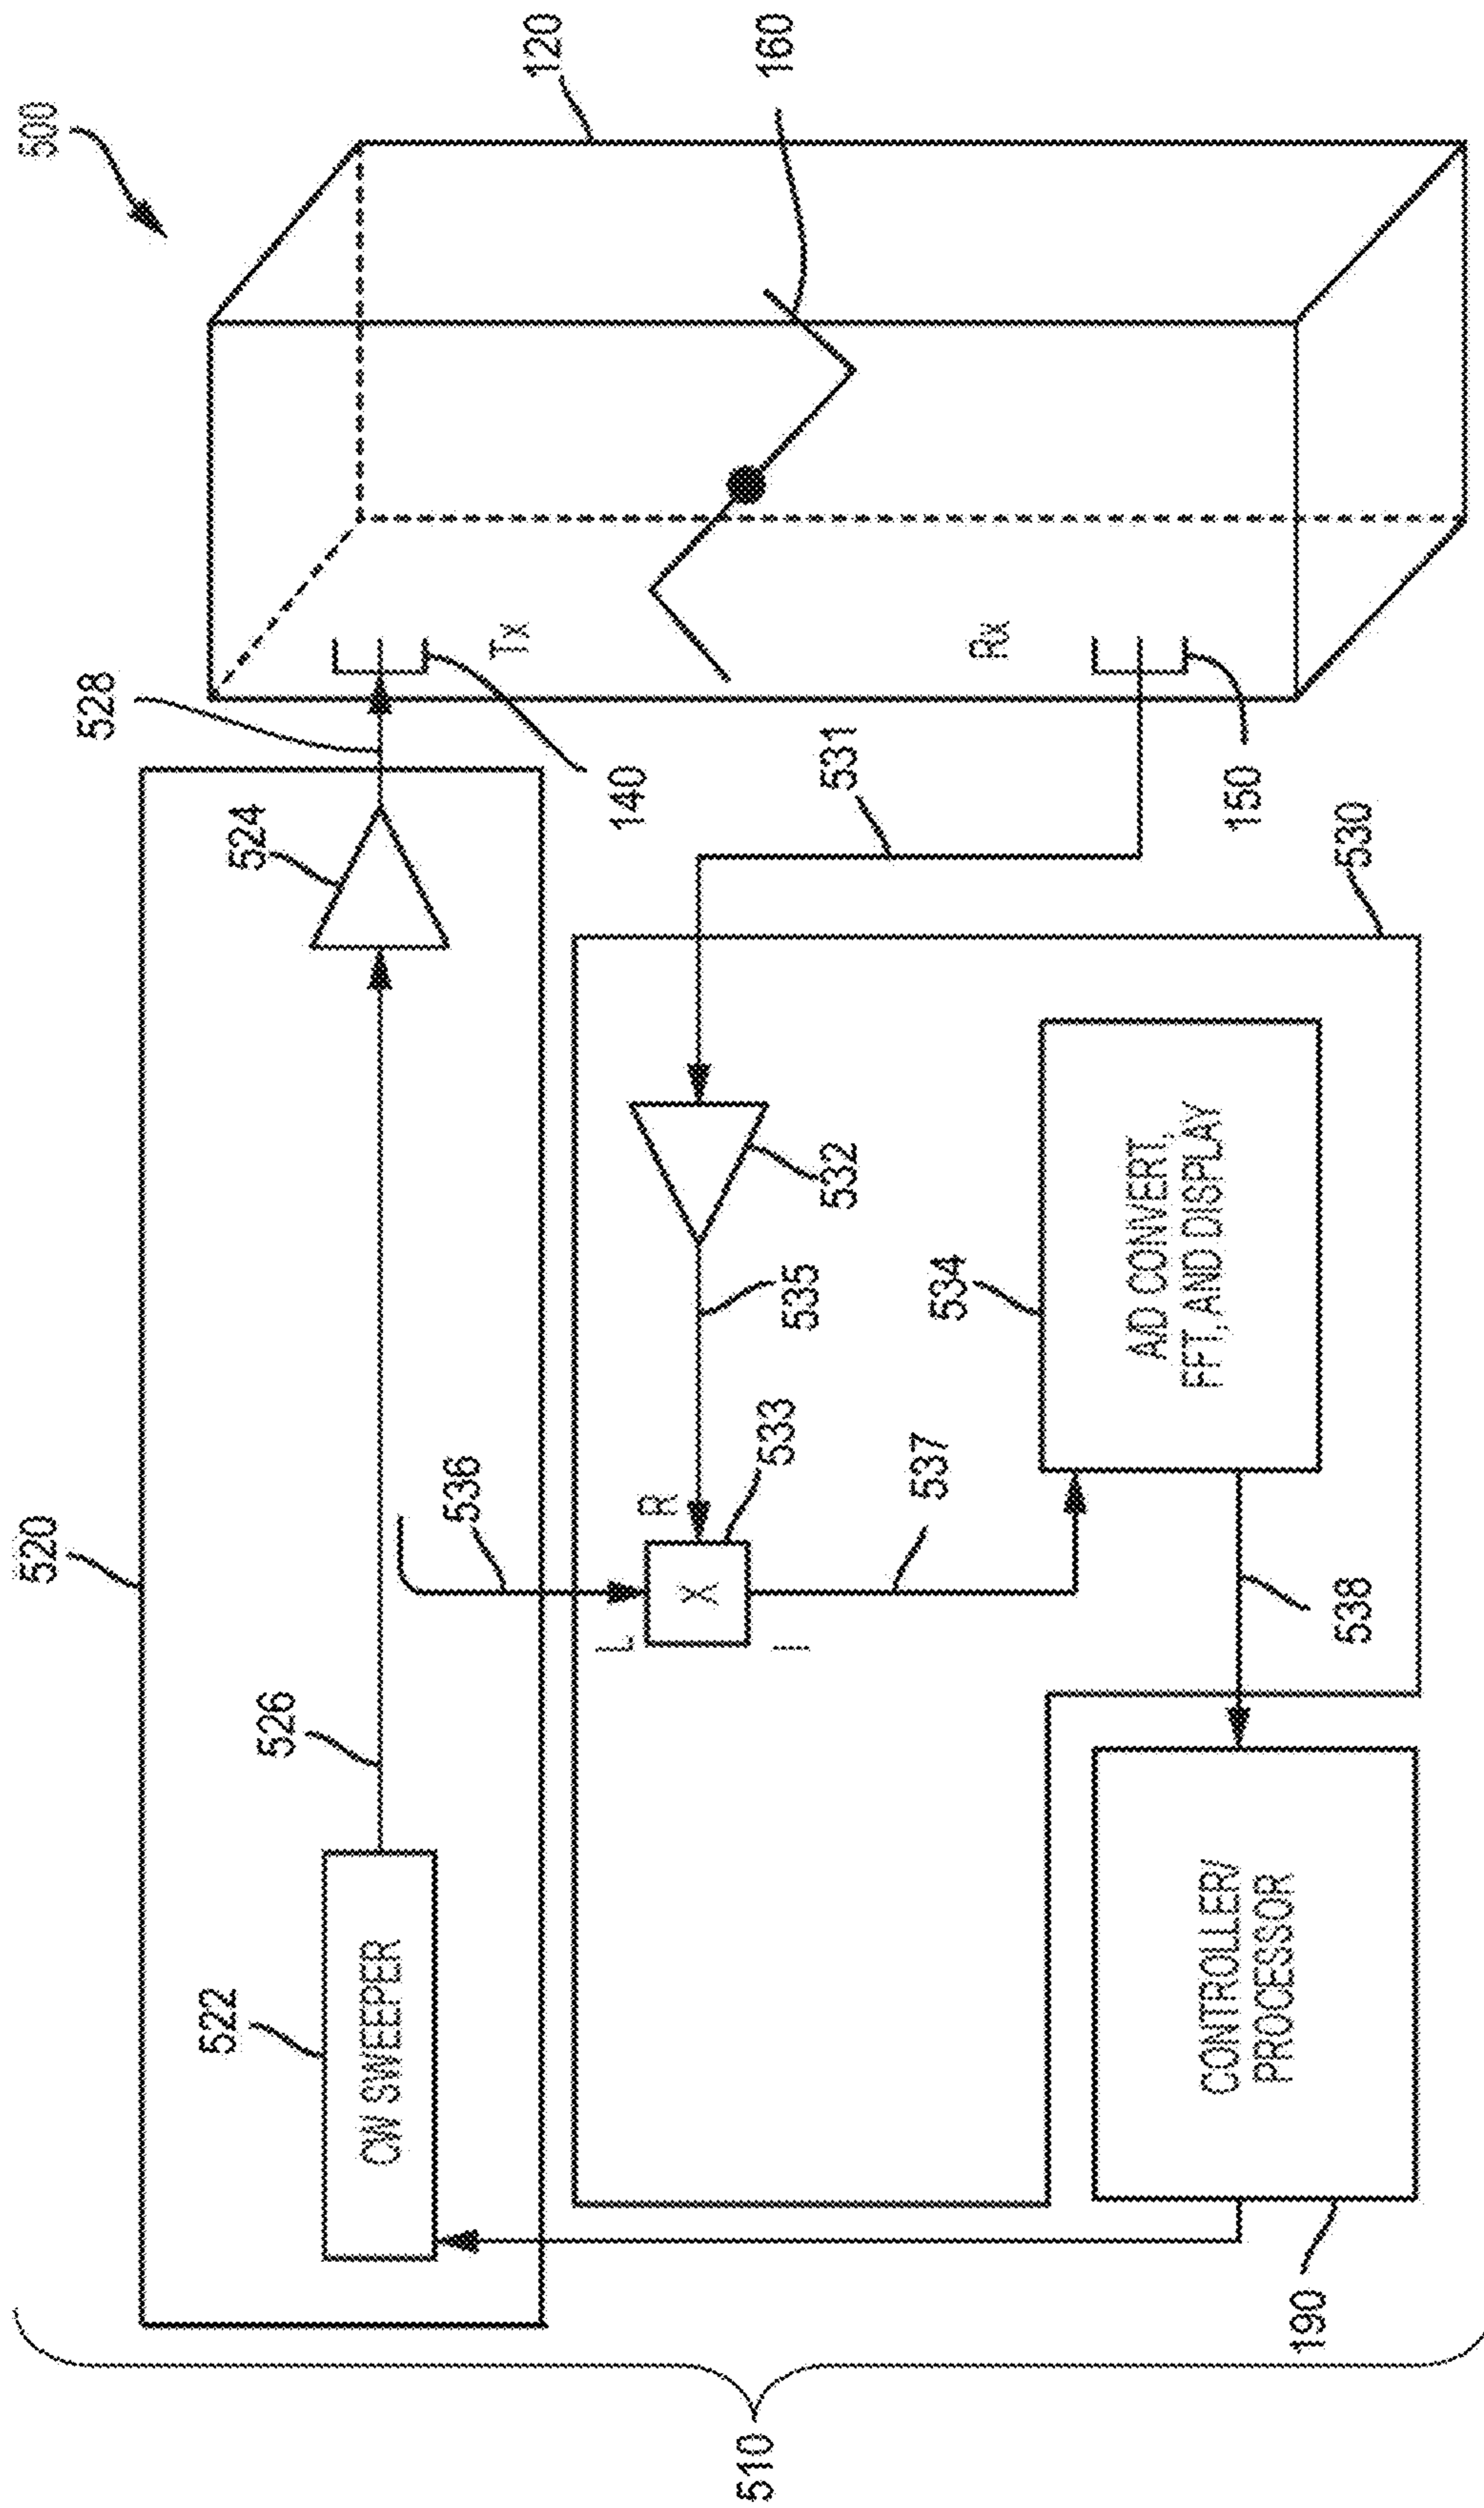 500
120
160
520
522
CW SWEEPER
526
524
528
140
Tx
Rx
150
531
530
532
535
536
L
R
X
I
533
537
534
A/D CONVERT,
FFT, AND DISPLAY
538
CONTROLLER/
PROCESSOR
190
510